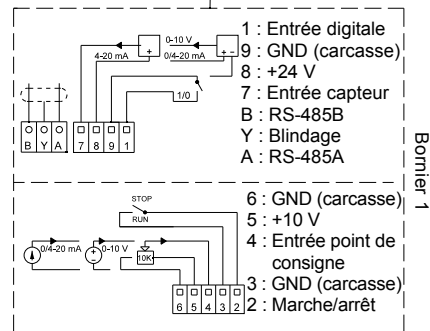 0-10 V
4-20 mA
+
0/4-20 mA
+ -
1/0
B Y A
7 8 9 1
1 : Entrée digitale
9 : GND (carcasse)
8 : +24 V
7 : Entrée capteur
B : RS-485B
Y : Blindage
A : RS-485A
Bornier 1
STOP
RUN
0/4-20 mA
0-10 V
+
-
10K
6 5 4 3 2
6 : GND (carcasse)
5 : +10 V
4 : Entrée point de
consigne
3 : GND (carcasse)
2 : Marche/arrêt